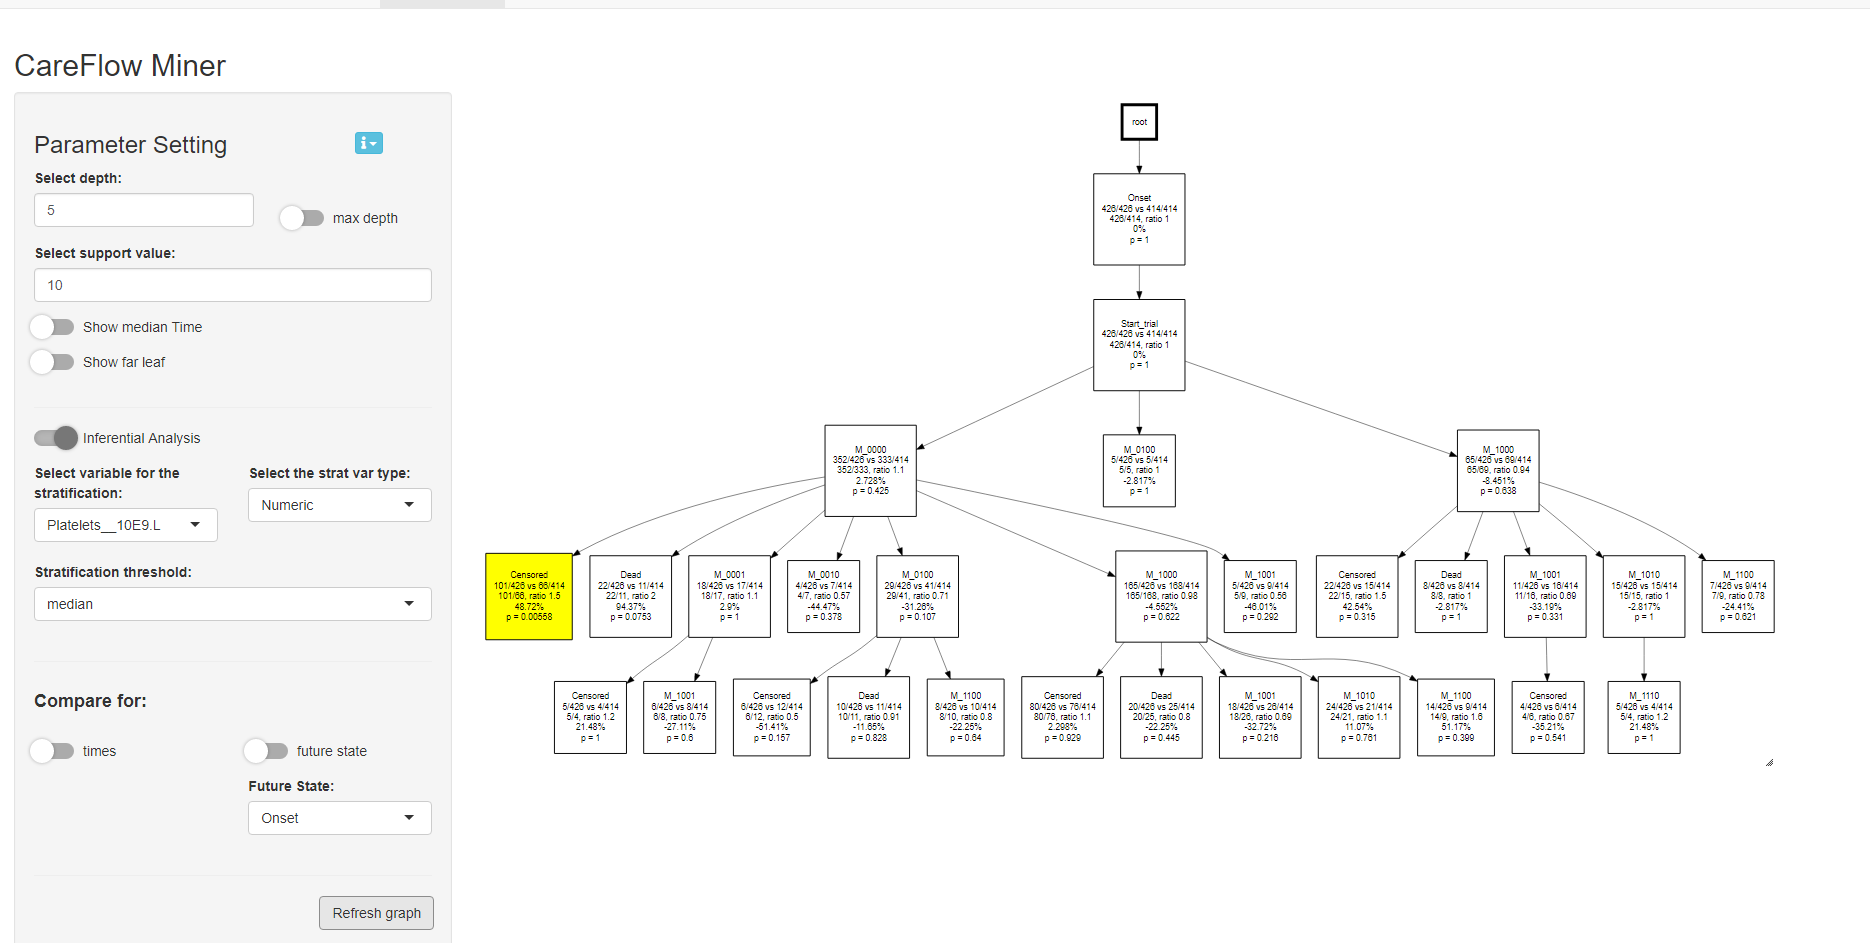 CareFlow Miner
Parameter Setting
i
Select depth:
5
max depth
Select support value:
10
Show median Time
Show far leaf
Inferential Analysis
Select variable for the
stratification:
Select the strat var type:
Platelets__10E9.L
Numeric
Stratification threshold:
median
Compare for:
times
future state
Future State:
Onset
Refresh graph
root
Onset
426/426 vs 414/414
426/414, ratio 1
0%
p = 1
Start_trial
426/426 vs 414/414
426/414, ratio 1
0%
p = 1
M_0000
352/426 vs 333/414
352/333, ratio 1.1
2.728%
p = 0.425
M_0100
5/426 vs 5/414
5/5, ratio 1
-2.817%
p = 1
M_1000
65/426 vs 69/414
65/69, ratio 0.94
-8.451%
p = 0.638
Censored
101/426 vs 66/414
101/66, ratio 1.5
48.72%
p = 0.00568
Dead
22/426 vs 11/414
22/11, ratio 2
94.37%
p = 0.0753
M_0001
18/426 vs 17/414
18/17, ratio 1.1
2.9%
p = 1
M_0010
4/426 vs 7/414
4/7, ratio 0.57
-44.47%
p = 0.378
M_0100
29/426 vs 41/414
29/41, ratio 0.71
-31.26%
p = 0.107
M_1000
165/426 vs 168/414
165/168, ratio 0.98
-4.552%
p = 0.622
M_1001
5/426 vs 9/414
5/9, ratio 0.56
-46.01%
p = 0.292
Censored
22/426 vs 15/414
22/15, ratio 1.5
42.54%
p = 0.315
Dead
8/426 vs 8/414
8/8, ratio 1
-2.817%
p = 1
M_1001
11/426 vs 16/414
11/16, ratio 0.69
-33.19%
p = 0.331
M_1010
15/426 vs 15/414
15/15, ratio 1
-2.817%
p = 1
M_1100
7/426 vs 9/414
7/9, ratio 0.78
-24.41%
p = 0.621
Censored
5/426 vs 4/414
5/4, ratio 1.2
21.48%
p = 1
M_1001
6/426 vs 8/414
6/8, ratio 0.75
-27.11%
p = 0.6
Censored
6/426 vs 12/414
6/12, ratio 0.5
-51.41%
p = 0.157
Dead
10/426 vs 11/414
10/11, ratio 0.91
-11.65%
p = 0.828
M_1100
8/426 vs 10/414
8/10, ratio 0.8
-22.25%
p = 0.64
Censored
80/426 vs 76/414
80/76, ratio 1.1
2.298%
p = 0.929
Dead
20/426 vs 25/414
20/25, ratio 0.8
-22.25%
p = 0.445
M_1001
18/426 vs 26/414
18/26, ratio 0.69
-32.72%
p = 0.216
M_1010
24/426 vs 21/414
24/21, ratio 1.1
11.07%
p = 0.761
M_1100
14/426 vs 9/414
14/9, ratio 1.6
51.17%
p = 0.399
Censored
4/426 vs 6/414
4/6, ratio 0.67
-35.21%
p = 0.541
M_1110
5/426 vs 4/414
5/4, ratio 1.2
21.48%
p = 1